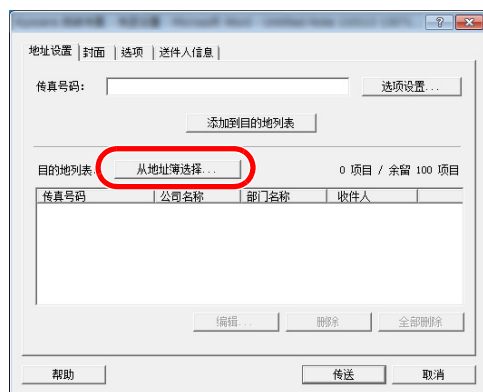 地址设置 封面 选项 送件人信息
传真号码: 选项设置...
添加到目的地列表
目的地列表: 从地址簿选择... 0 项目 / 余留 100 项目
传真号码 公司名称 部门名称 收件人
编辑... 删除 全部删除
帮助 传送 取消